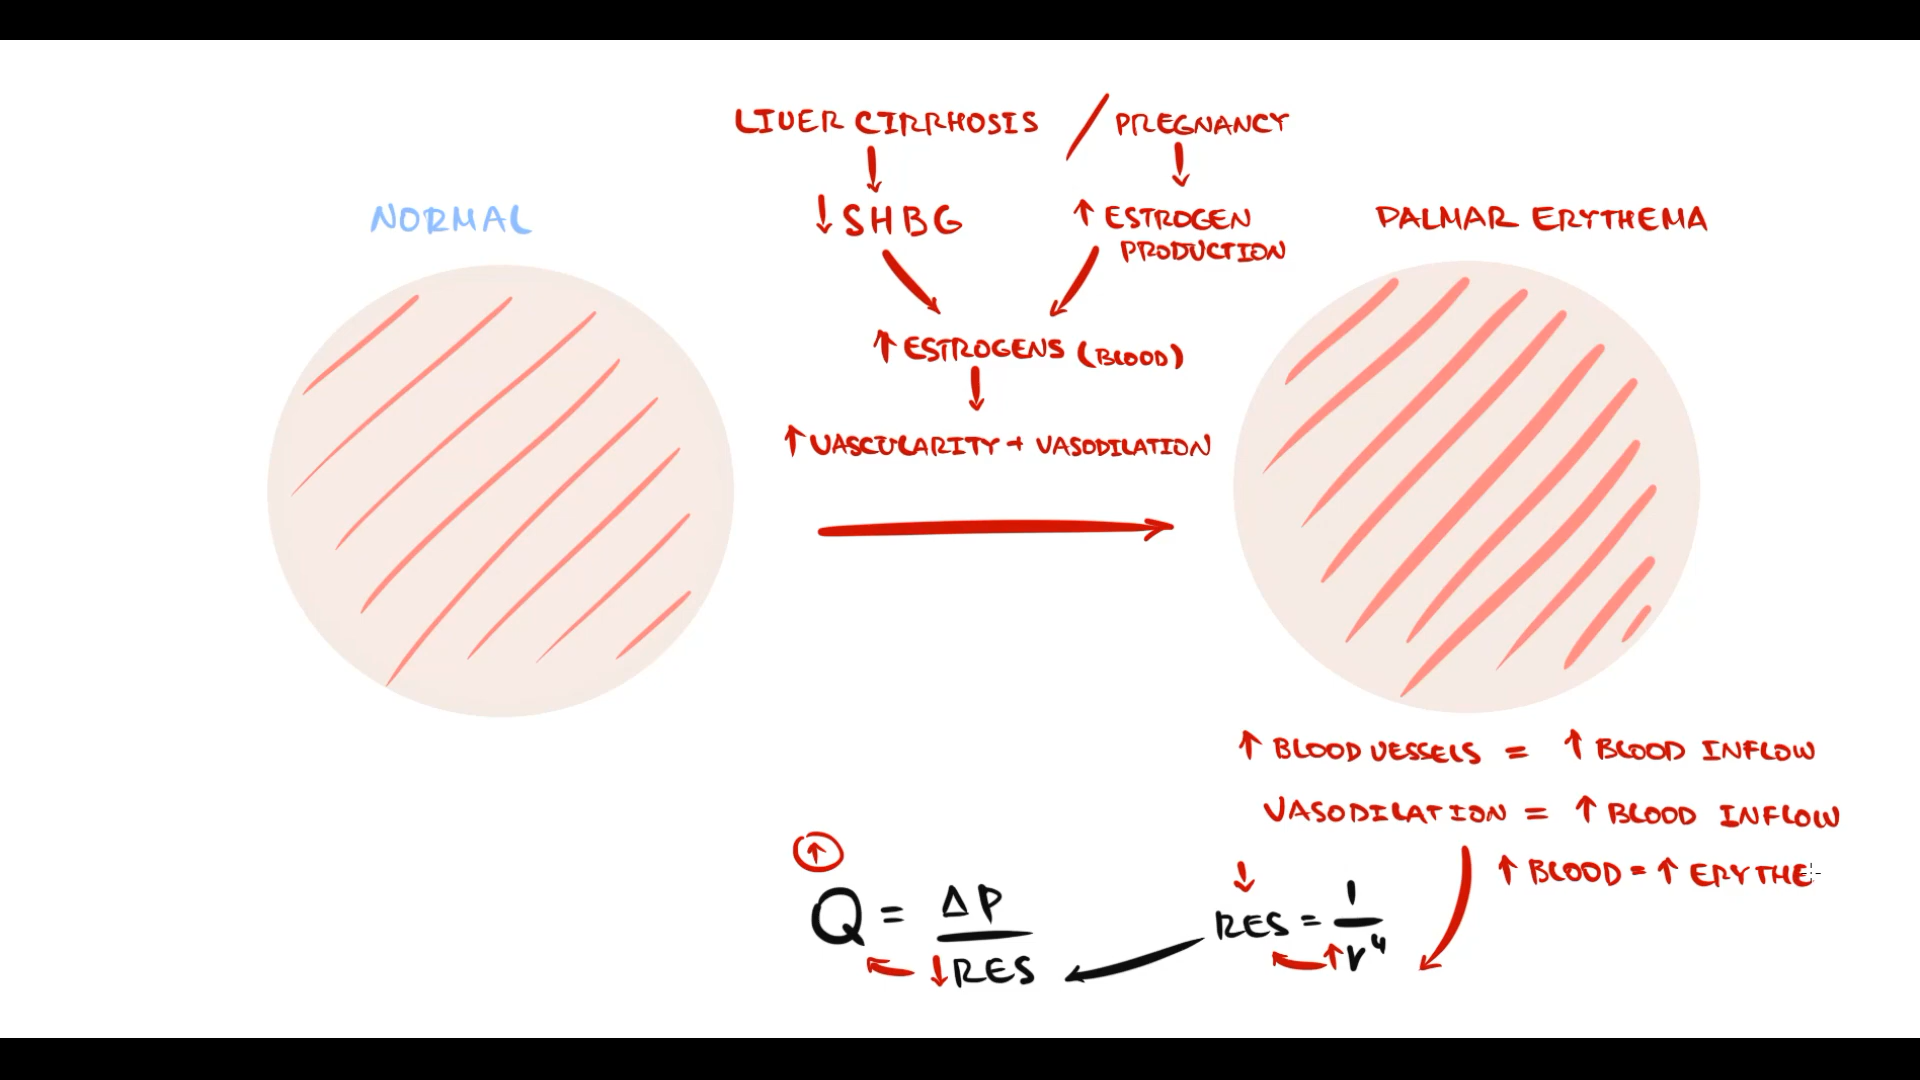 LIVER CIRRHOSIS / PREGNANCY
↓ SHBG
↑ ESTROGEN
PRODUCTION
NORMAL
PALMAR ERYTHEMA
↑ ESTROGENS (BLOOD)
↑ VASCULARITY + VASODILATION
↑ BLOOD VESSELS = ↑ BLOOD INFLOW
VASODILATION = ↑ BLOOD INFLOW
↑ BLOOD = ↑ ERYTHE
↑
Q = ΔP
↓ RES
↓
RES = 1
↑ r⁴